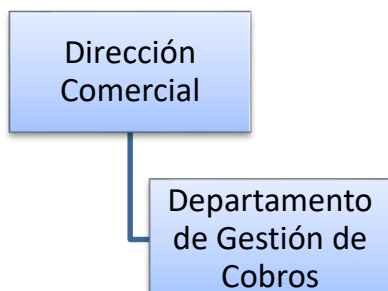 Dirección
Comercial
Departamento
de Gestión de
Cobros